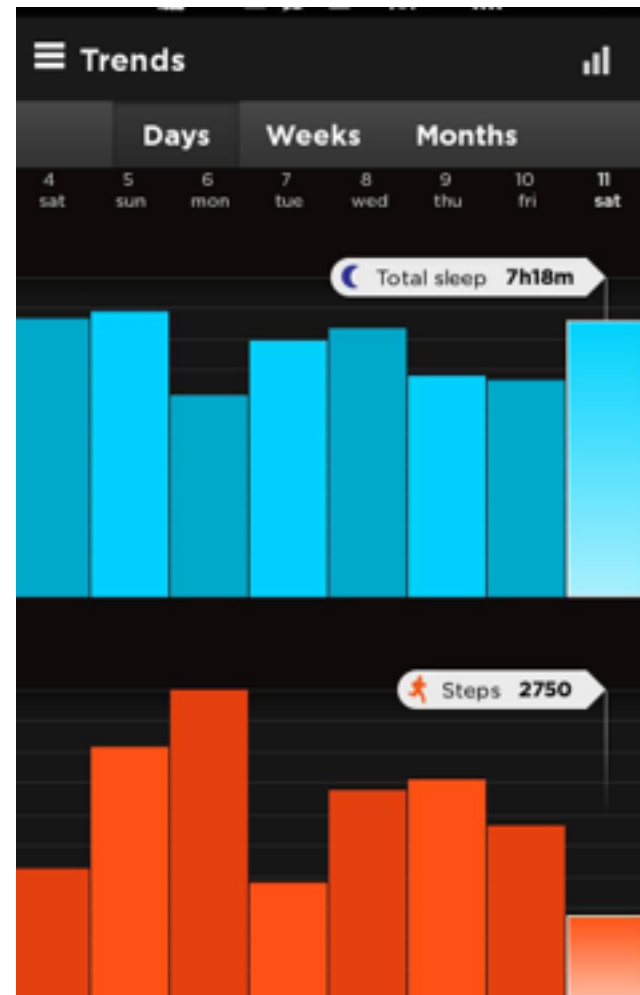 Trends
Days Weeks Months
4 5 6 7 8 9 10 11
sat sun mon tue wed thu fri sat
Total sleep 7h18m
Steps 2750